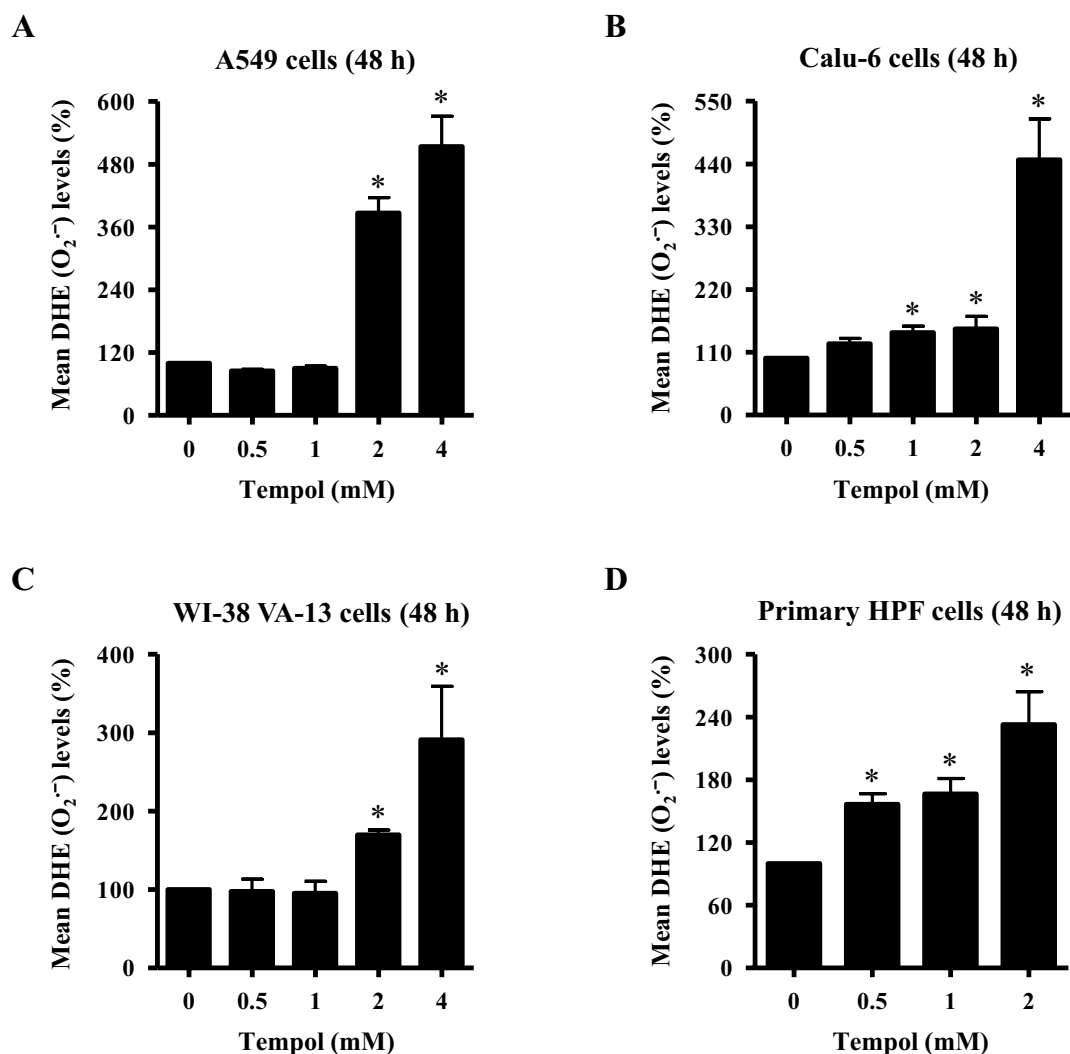 A
A549 cells (48 h)
Mean DHE (O₂·⁻) levels (%)
600
480
360
240
120
0
*
*
0 0.5 1 2 4
Tempol (mM)
B
Calu-6 cells (48 h)
Mean DHE (O₂·⁻) levels (%)
550
440
330
220
110
0
*
*
*
0 0.5 1 2 4
Tempol (mM)
C
WI-38 VA-13 cells (48 h)
Mean DHE (O₂·⁻) levels (%)
400
300
200
100
0
*
*
0 0.5 1 2 4
Tempol (mM)
D
Primary HPF cells (48 h)
Mean DHE (O₂·⁻) levels (%)
300
240
180
120
60
0
*
*
*
0 0.5 1 2
Tempol (mM)